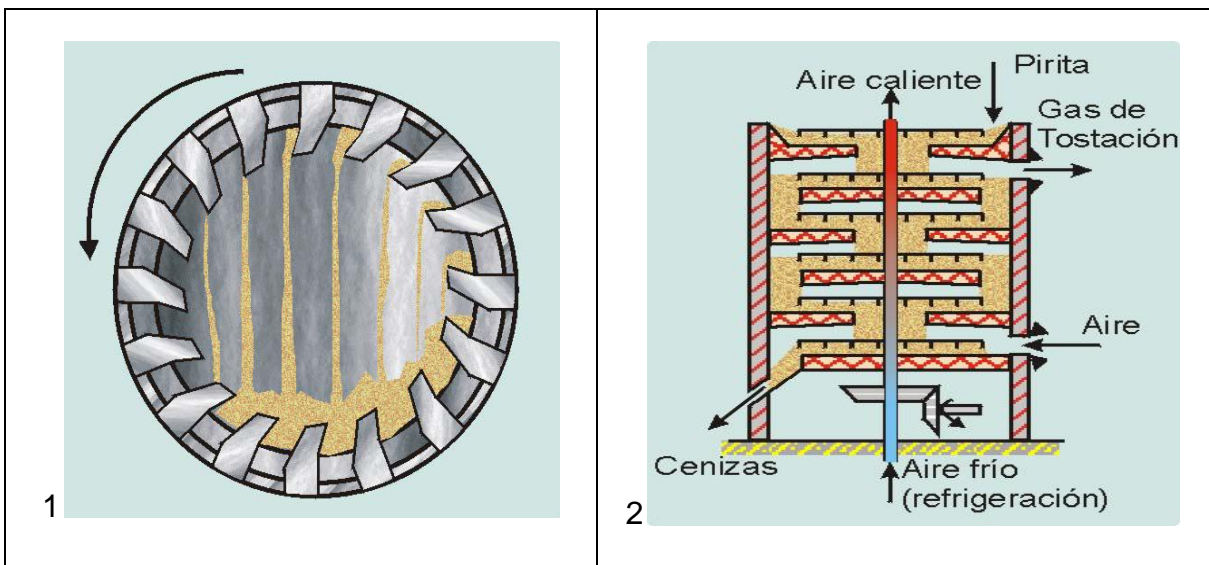 1
Aire caliente
Pirita
Gas de
Tostación
Aire
Cenizas
Aire frío
(refrigeración)
2